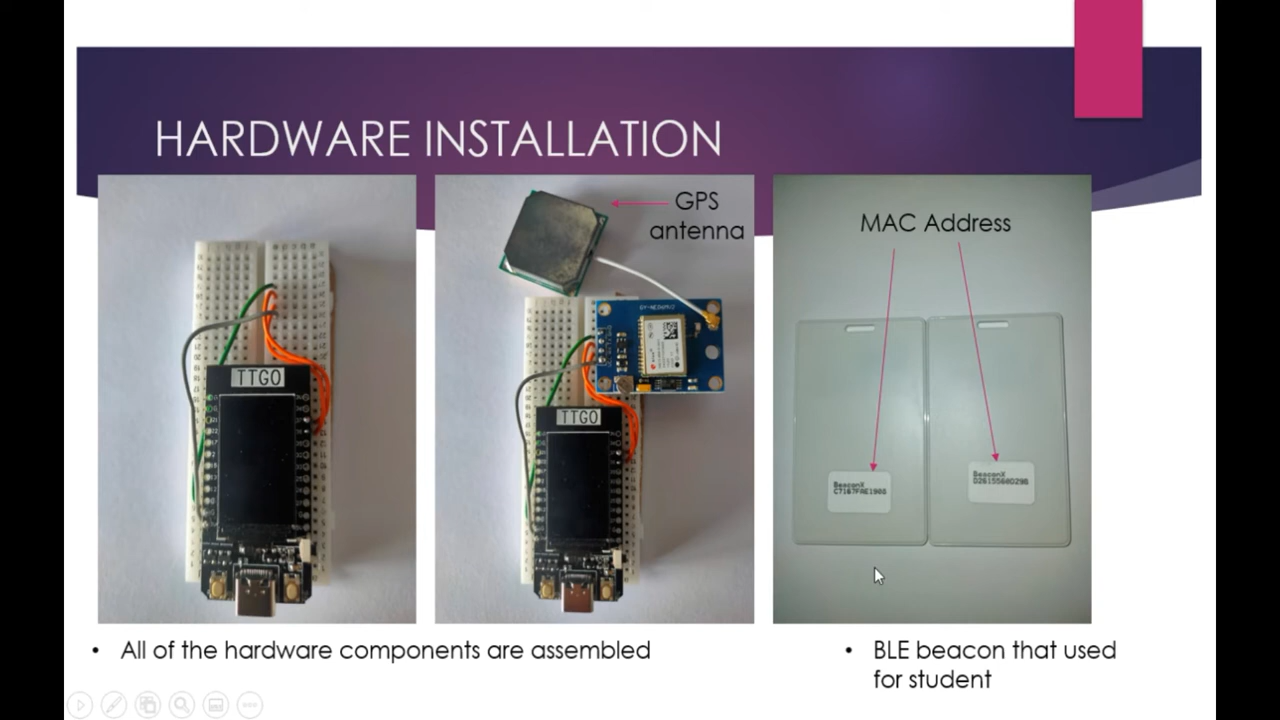 HARDWARE INSTALLATION
TTGO
GPS
antenna
TTGO
MAC Address
BeaconX
BeaconX
• All of the hardware components are assembled
• BLE beacon that used
for student